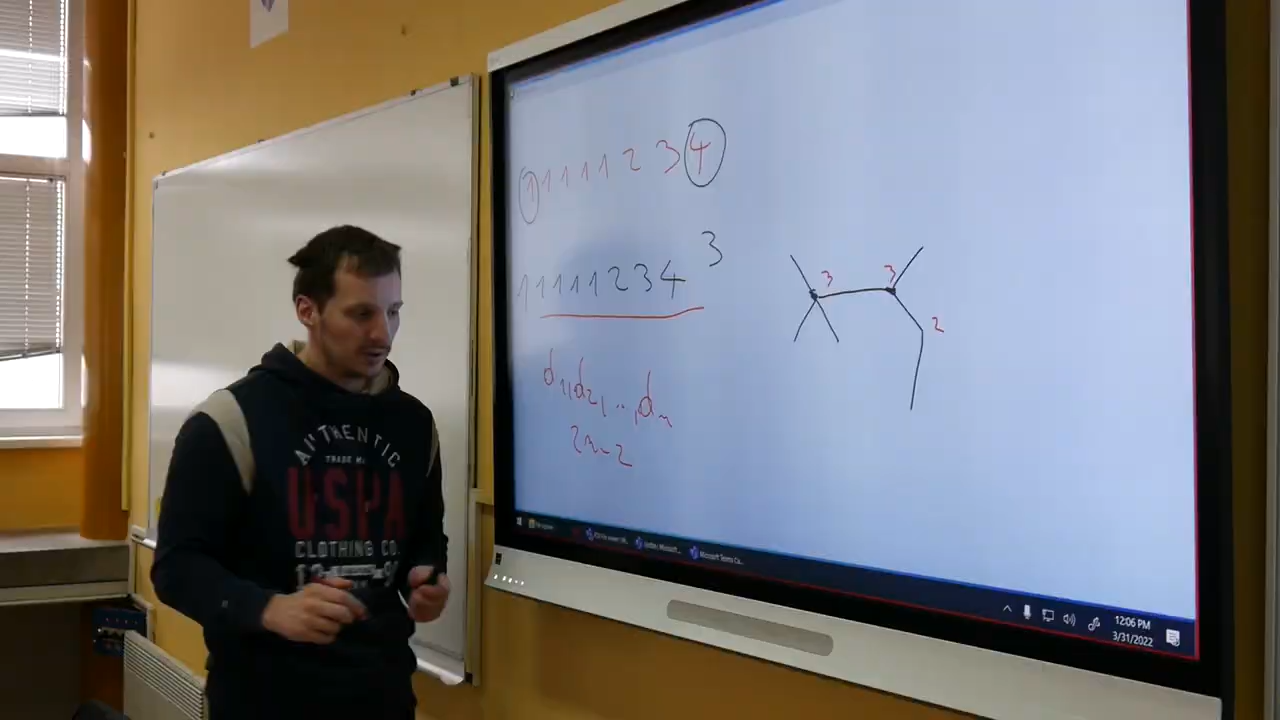 1 1 1 1 1 2 3 4
1 1 1 1 1 2 3 4 3
d1, d2, .., dn
2n-2
3 3
2
AUTHENTIC
TRADE
USPA
CLOTHING CO.
12:06 PM
3/31/2022